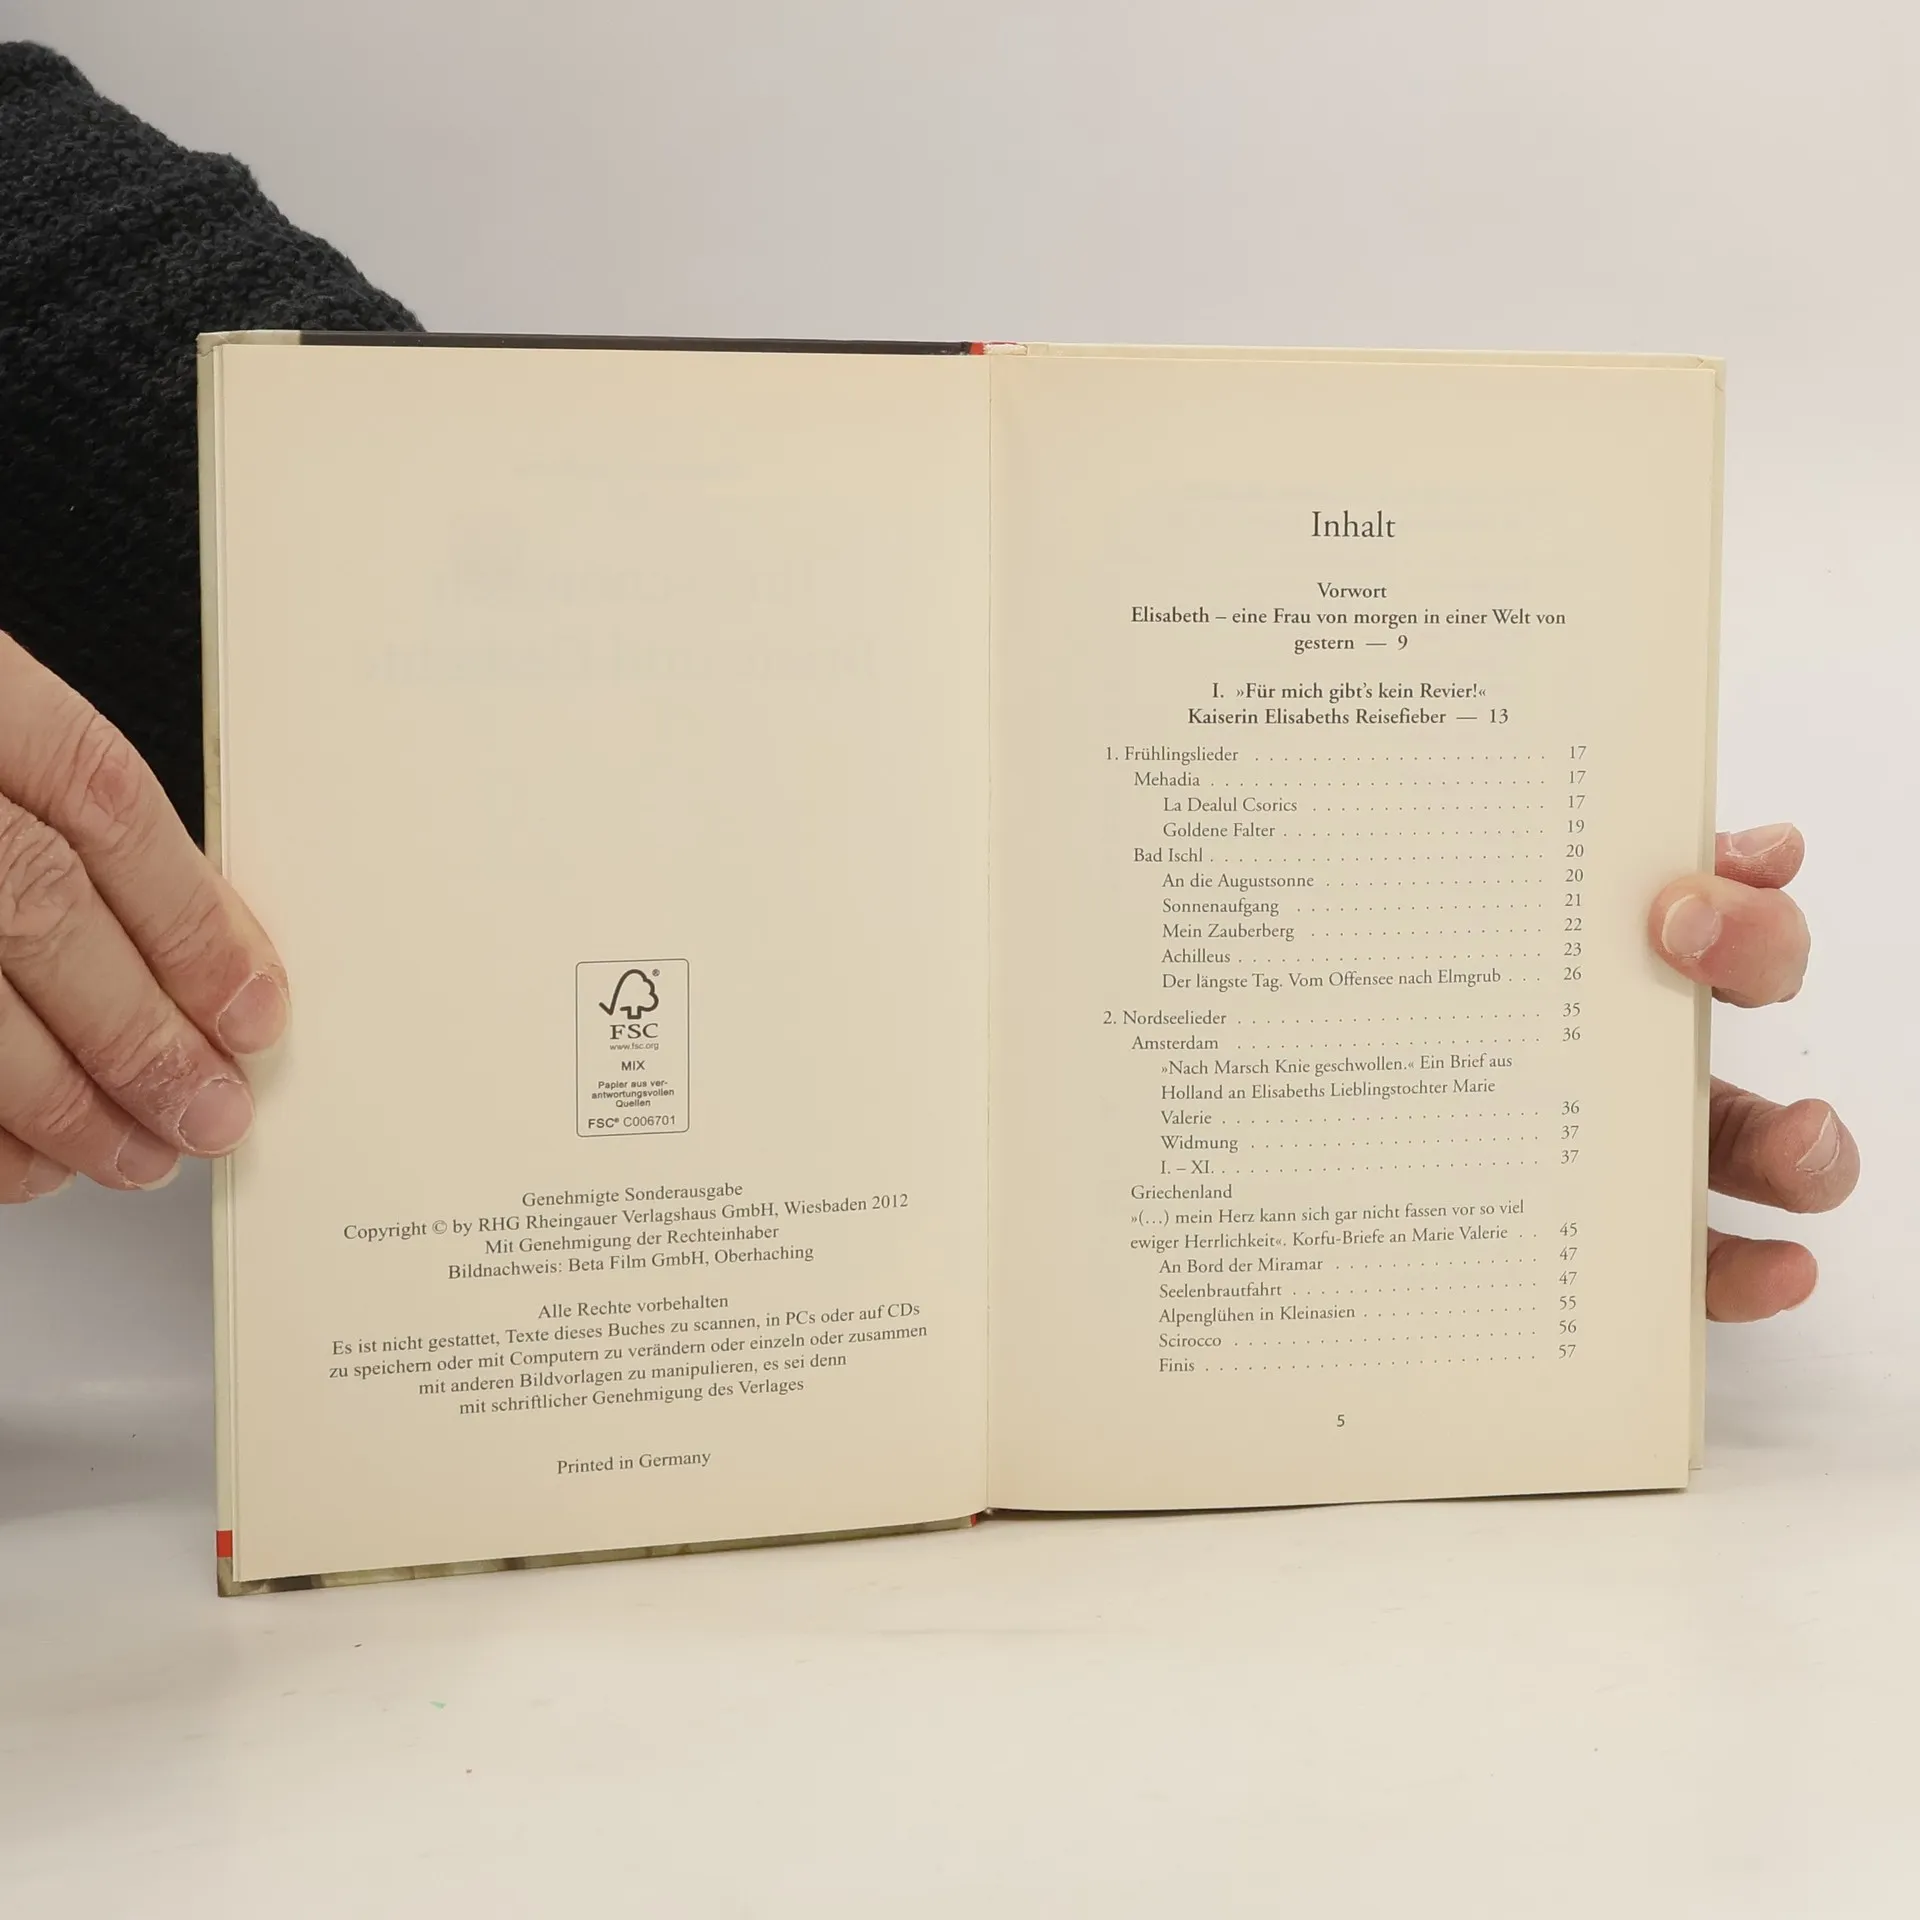 FSC
www.fsc.org
MIX
Papier aus ver-
antwortungsvollen
Quellen
FSC® C006701
Genehmigte Sonderausgabe
Copyright © by RHG Rheingauer Verlagshaus GmbH, Wiesbaden 2012
Mit Genehmigung der Rechteinhaber
Bildnachweis: Beta Film GmbH, Oberhaching
Alle Rechte vorbehalten
Es ist nicht gestattet, Texte dieses Buches zu scannen, in PCs oder auf CDs
zu speichern oder mit Computern zu verändern oder einzeln oder zusammen
mit anderen Bildvorlagen zu manipulieren, es sei denn
mit schriftlicher Genehmigung des Verlages
Printed in Germany
Inhalt
Vorwort
Elisabeth – eine Frau von morgen in einer Welt von
gestern — 9
I. »Für mich gibt's kein Revier!«
Kaiserin Elisabeths Reisefieber — 13
1. Frühlingslieder . . . . . . . . . . . . . . . . . . . . . 17
Mehadia . . . . . . . . . . . . . . . . . . . . . . . . 17
La Dealul Csorics . . . . . . . . . . . . . . . . . 17
Goldene Falter . . . . . . . . . . . . . . . . . . . 19
Bad Ischl . . . . . . . . . . . . . . . . . . . . . . . . 20
An die Augustsonne . . . . . . . . . . . . . . . . 20
Sonnenaufgang . . . . . . . . . . . . . . . . . . 21
Mein Zauberberg . . . . . . . . . . . . . . . . . 22
Achilleus . . . . . . . . . . . . . . . . . . . . . . 23
Der längste Tag. Vom Offensee nach Elmgrub . . . 26
2. Nordseelieder . . . . . . . . . . . . . . . . . . . . . . 35
Amsterdam . . . . . . . . . . . . . . . . . . . . . . 36
»Nach Marsch Knie geschwollen.« Ein Brief aus
Holland an Elisabeths Lieblingstochter Marie
Valerie . . . . . . . . . . . . . . . . . . . . . . . 36
Widmung . . . . . . . . . . . . . . . . . . . . . 37
I. – XI. . . . . . . . . . . . . . . . . . . . . . . . 37
Griechenland
»(…) mein Herz kann sich gar nicht fassen vor so viel
ewiger Herrlichkeit«. Korfu-Briefe an Marie Valerie . . 45
An Bord der Miramar . . . . . . . . . . . . . . . 47
Seelenbrautfahrt . . . . . . . . . . . . . . . . . . 47
Alpenglühen in Kleinasien . . . . . . . . . . . . . 55
Scirocco . . . . . . . . . . . . . . . . . . . . . . 56
Finis . . . . . . . . . . . . . . . . . . . . . . . . 57
5